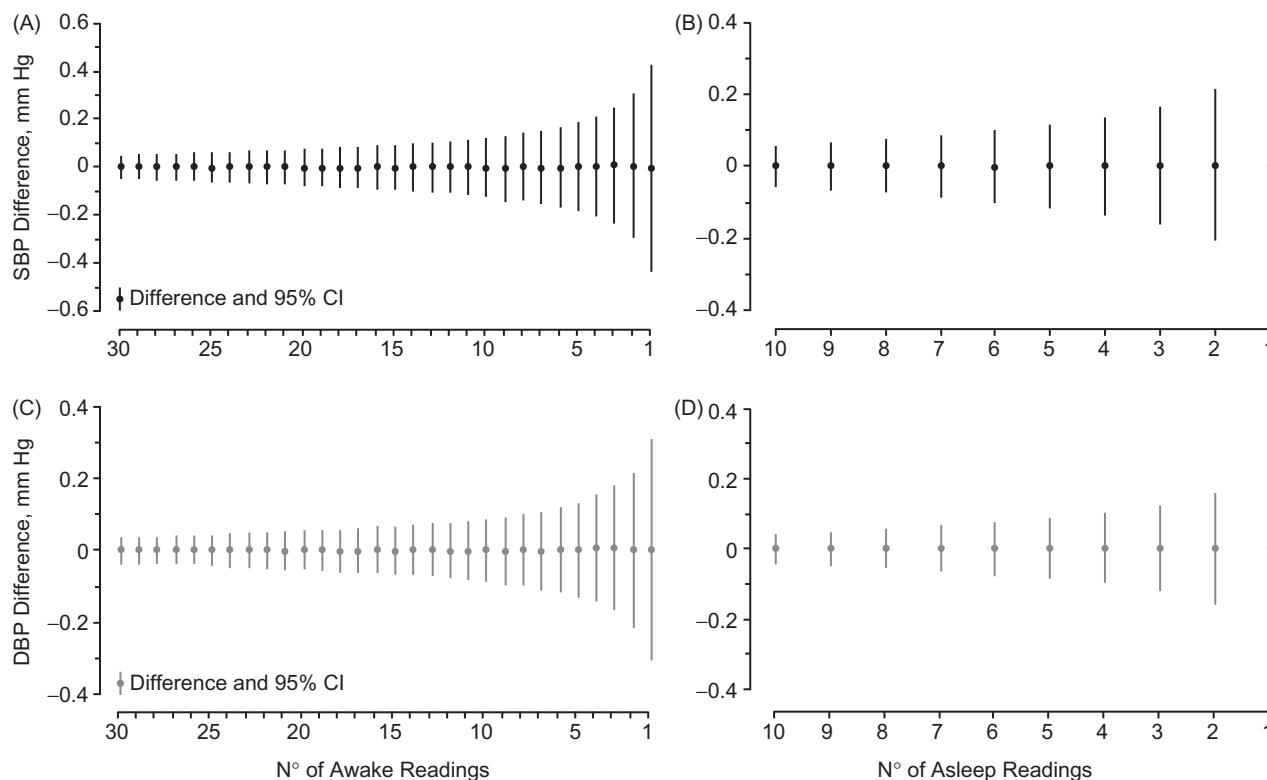 (A)
SBP Difference, mm Hg
0.6
0.4
0.2
0
–0.2
–0.4
–0.6
Difference and 95% CI
30 25 20 15 10 5 1
(B)
0.4
0.2
0
–0.2
–0.4
10 9 8 7 6 5 4 3 2
(C)
DBP Difference, mm Hg
0.4
0.2
0
–0.2
–0.4
Difference and 95% CI
30 25 20 15 10 5 1
N° of Awake Readings
(D)
0.4
0.2
0
–0.2
–0.4
10 9 8 7 6 5 4 3 2
N° of Asleep Readings